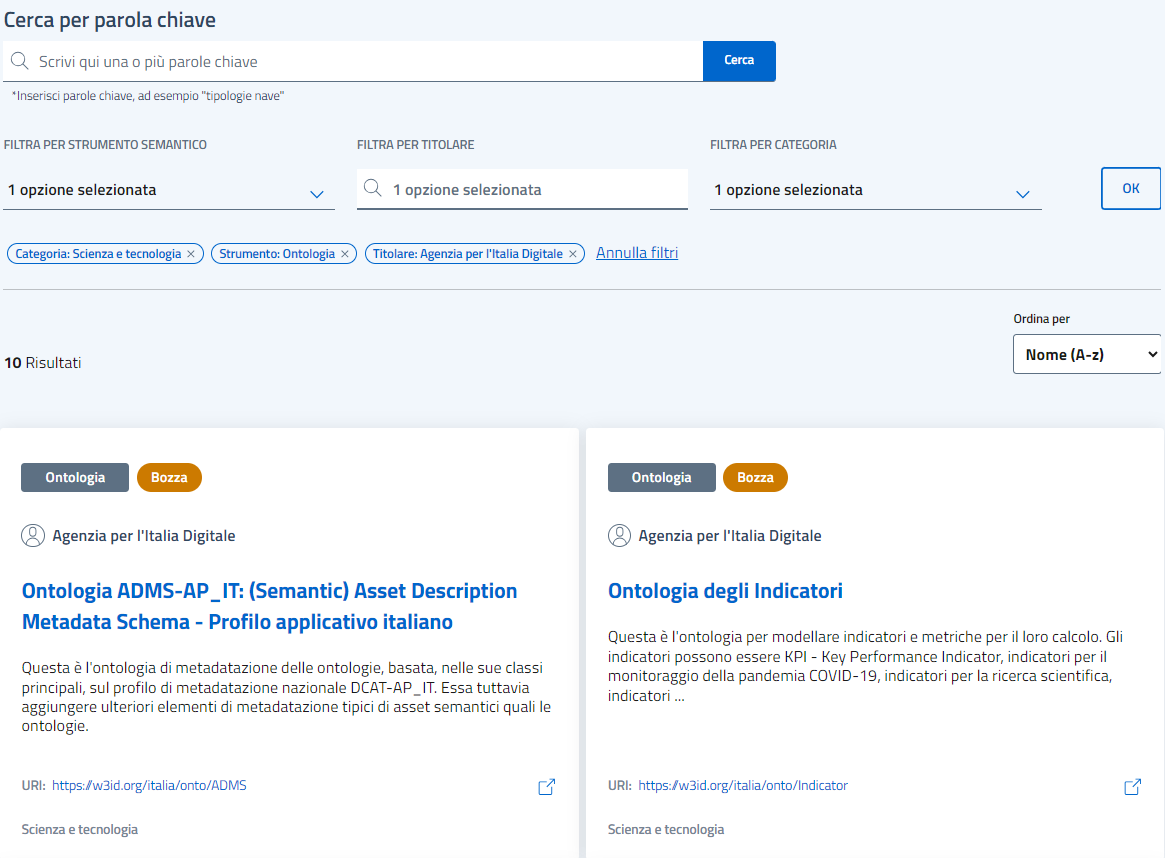 Cerca per parola chiave
Scrivi qui una o più parole chiave
Cerca
*Inserisci parole chiave, ad esempio "tipologie nave"
FILTRA PER STRUMENTO SEMANTICO
FILTRA PER TITOLARE
FILTRA PER CATEGORIA
1 opzione selezionata
1 opzione selezionata
1 opzione selezionata
OK
Categoria: Scienza e tecnologia ×
Strumento: Ontologia ×
Titolare: Agenzia per l'Italia Digitale ×
Annulla filtri
Ordina per
Nome (A-z)
10 Risultati
Ontologia
Bozza
Agenzia per l'Italia Digitale
Ontologia ADMS-AP_IT: (Semantic) Asset Description
Metadata Schema - Profilo applicativo italiano
Questa è l'ontologia di metadatazione delle ontologie, basata, nelle sue classi
principali, sul profilo di metadatazione nazionale DCAT-AP_IT. Essa tuttavia
aggiungere ulteriori elementi di metadatazione tipici di asset semantici quali le
ontologie.
URI: https://w3id.org/italia/onto/ADMS
Scienza e tecnologia
Ontologia
Bozza
Agenzia per l'Italia Digitale
Ontologia degli Indicatori
Questa è l'ontologia per modellare indicatori e metriche per il loro calcolo. Gli
indicatori possono essere KPI - Key Performance Indicator, indicatori per il
monitoraggio della pandemia COVID-19, indicatori per la ricerca scientifica,
indicatori ...
URI: https://w3id.org/italia/onto/Indicator
Scienza e tecnologia